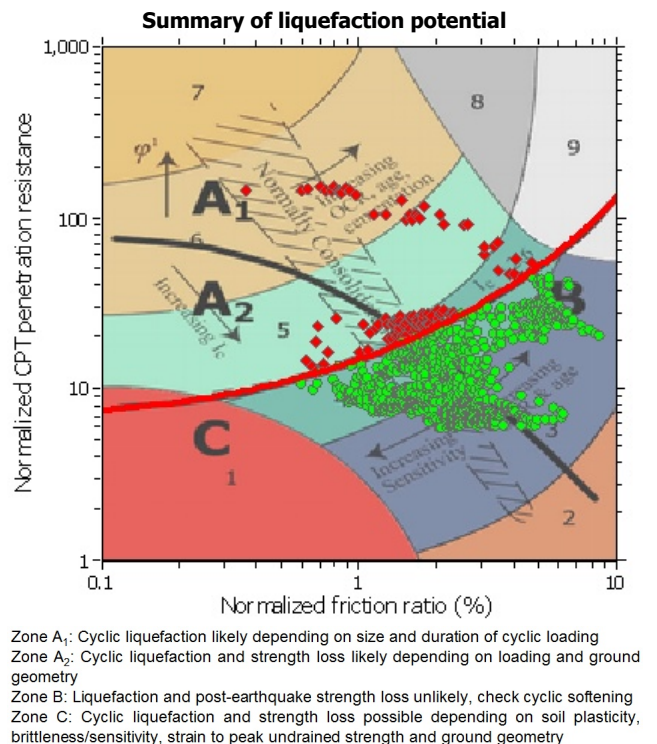 Summary of liquefaction potential
Normalized CPT penetration resistance
1,000
100
10
1
7
8
9
φ'
Increasing
OCR, age,
cementation
A1
Normally Consolid
6
A2
Increasing Ic
5
Ic
B
C
1
Increasing
Sensitivity
age
3
2
0.1
1
10
Normalized friction ratio (%)
Zone A1: Cyclic liquefaction likely depending on size and duration of cyclic loading
Zone A2: Cyclic liquefaction and strength loss likely depending on loading and ground
geometry
Zone B: Liquefaction and post-earthquake strength loss unlikely, check cyclic softening
Zone C: Cyclic liquefaction and strength loss possible depending on soil plasticity,
brittleness/sensitivity, strain to peak undrained strength and ground geometry